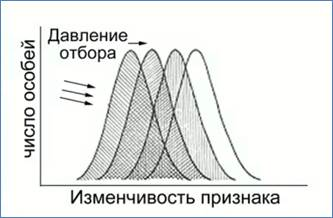 Давление
отбора
число особей
Изменчивость признака